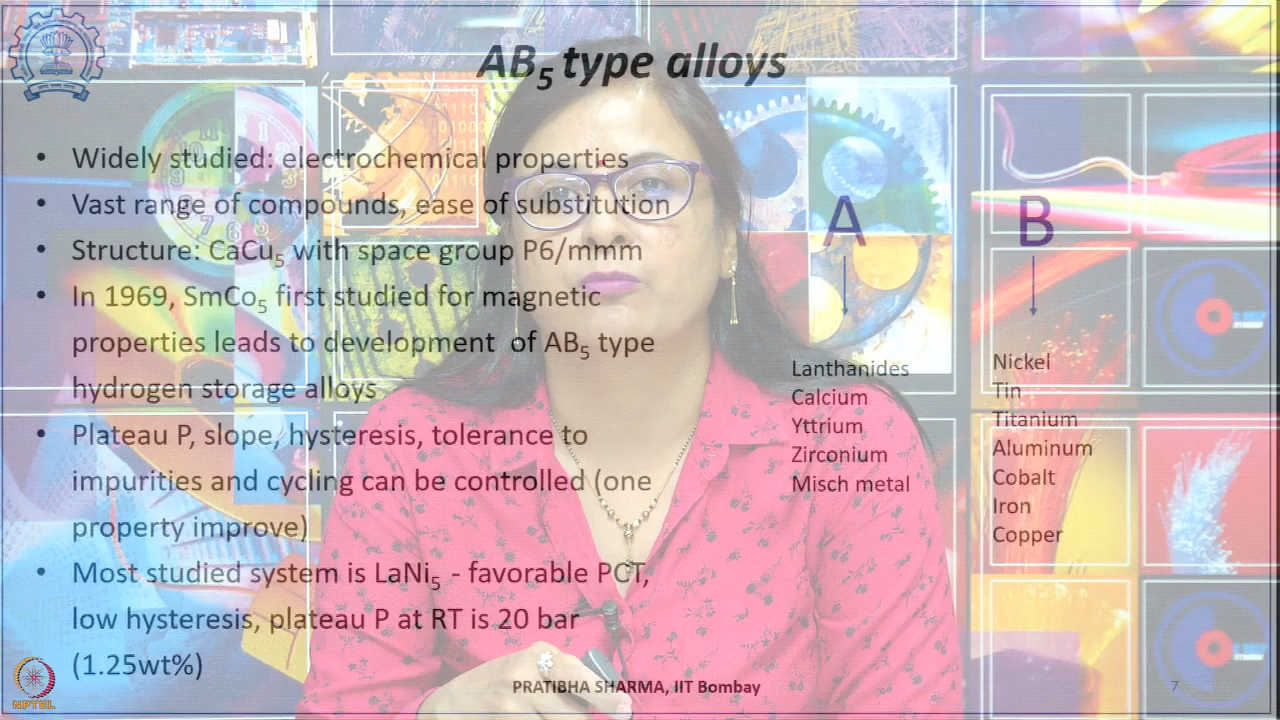 AB5 type alloys
• Widely studied: electrochemical properties
• Vast range of compounds, ease of substitution
• Structure: CaCu5 with space group P6/mmm
• In 1969, SmCo5 first studied for magnetic
properties leads to development of AB5 type
hydrogen storage alloys
• Plateau P, slope, hysteresis, tolerance to
impurities and cycling can be controlled (one
property improve)
• Most studied system is LaNi5 - favorable PCT,
low hysteresis, plateau P at RT is 20 bar
(1.25wt%)
A
Lanthanides
Calcium
Yttrium
Zirconium
Misch metal
B
Nickel
Tin
Titanium
Aluminum
Cobalt
Iron
Copper
NPTEL
PRATIBHA SHARMA, IIT Bombay
7